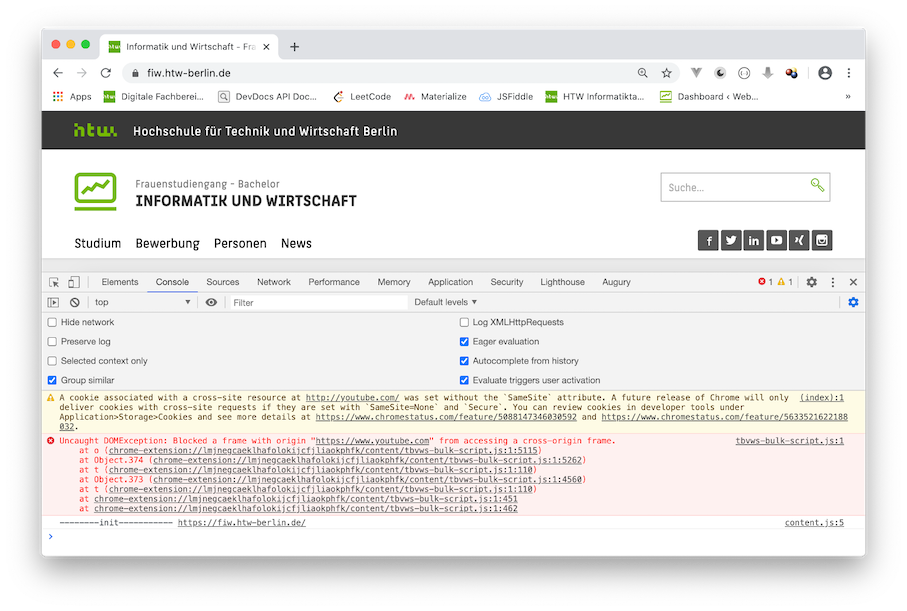 Informatik und Wirtschaft - Fra
fiw.htw-berlin.de
Apps Digitale Fachberei... DevDocs API Doc... LeetCode Materialize JSFiddle HTW Informatikta... Dashboard ‹ Web... »
htw. Hochschule für Technik und Wirtschaft Berlin
Frauenstudiengang - Bachelor
INFORMATIK UND WIRTSCHAFT
Suche...
Studium Bewerbung Personen News
Elements Console Sources Network Performance Memory Application Security Lighthouse Augury 1 1
top Filter Default levels ▼
Hide network Log XMLHttpRequests
Preserve log Eager evaluation
Selected context only Autocomplete from history
Group similar Evaluate triggers user activation
A cookie associated with a cross-site resource at http://youtube.com/ was set without the `SameSite` attribute. A future release of Chrome will only (index):1
deliver cookies with cross-site requests if they are set with `SameSite=None` and `Secure`. You can review cookies in developer tools under
Application>Storage>Cookies and see more details at https://www.chromestatus.com/feature/5088147346030592 and https://www.chromestatus.com/feature/5633521622188
032.
Uncaught DOMException: Blocked a frame with origin "https://www.youtube.com" from accessing a cross-origin frame. tbvws-bulk-script.js:1
at o (chrome-extension://lmjnegcaeklhafolokijcfjliaokphfk/content/tbvws-bulk-script.js:1:5115)
at Object.374 (chrome-extension://lmjnegcaeklhafolokijcfjliaokphfk/content/tbvws-bulk-script.js:1:5262)
at t (chrome-extension://lmjnegcaeklhafolokijcfjliaokphfk/content/tbvws-bulk-script.js:1:110)
at Object.373 (chrome-extension://lmjnegcaeklhafolokijcfjliaokphfk/content/tbvws-bulk-script.js:1:4560)
at t (chrome-extension://lmjnegcaeklhafolokijcfjliaokphfk/content/tbvws-bulk-script.js:1:110)
at chrome-extension://lmjnegcaeklhafolokijcfjliaokphfk/content/tbvws-bulk-script.js:1:451
at chrome-extension://lmjnegcaeklhafolokijcfjliaokphfk/content/tbvws-bulk-script.js:1:462
--------init----------- https://fiw.htw-berlin.de/ content.js:5